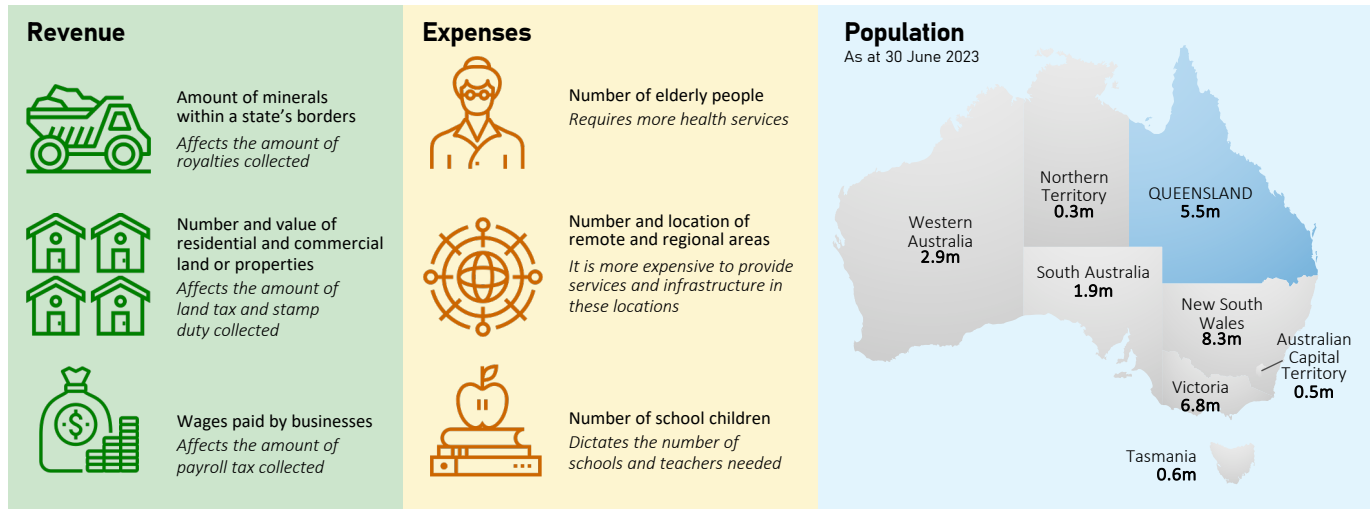 Revenue
Amount of minerals
within a state's borders
Affects the amount of
royalties collected
Number and value of
residential and commercial
land or properties
Affects the amount of
land tax and stamp
duty collected
$
Wages paid by businesses
Affects the amount of
payroll tax collected
Expenses
Number of elderly people
Requires more health services
Number and location of
remote and regional areas
It is more expensive to provide
services and infrastructure in
these locations
Number of school children
Dictates the number of
schools and teachers needed
Population
As at 30 June 2023
Western
Australia
2.9m
Northern
Territory
0.3m
QUEENSLAND
5.5m
South Australia
1.9m
New South
Wales
8.3m
Australian
Capital
Territory
0.5m
Victoria
6.8m
Tasmania
0.6m